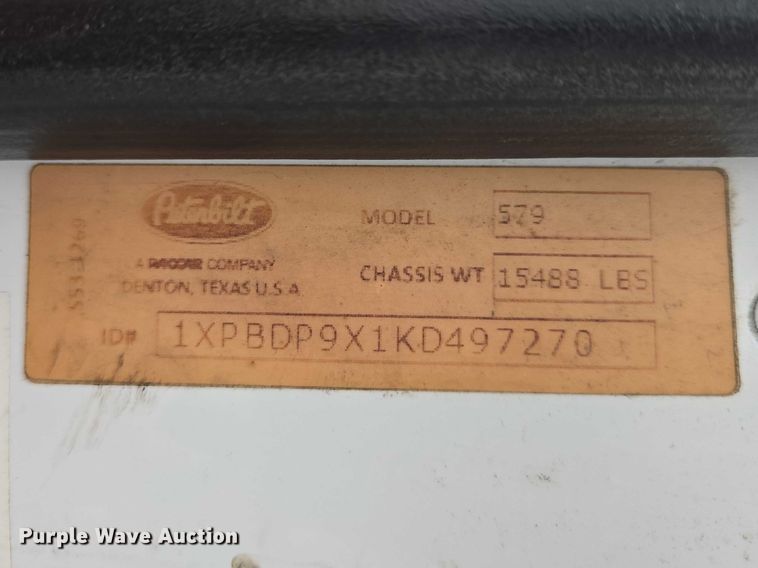 Peterbilt
A PACCAR COMPANY
DENTON, TEXAS U.S.A
MODEL 579
CHASSIS WT 15488 LBS
ID# 1XPBDP9X1KD497270
Purple Wave Auction